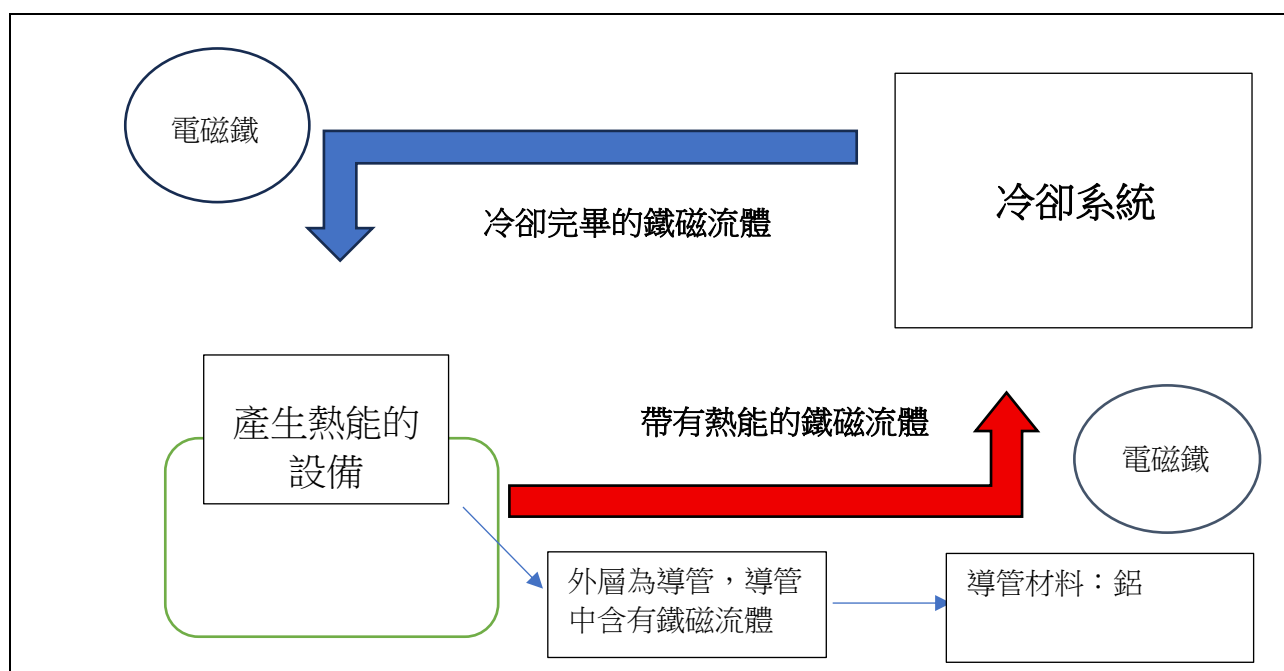 電磁鐵
冷卻系統
冷卻完畢的鐵磁流體
產生熱能的
設備
帶有熱能的鐵磁流體
電磁鐵
外層為導管，導管
中含有鐵磁流體
導管材料：鋁